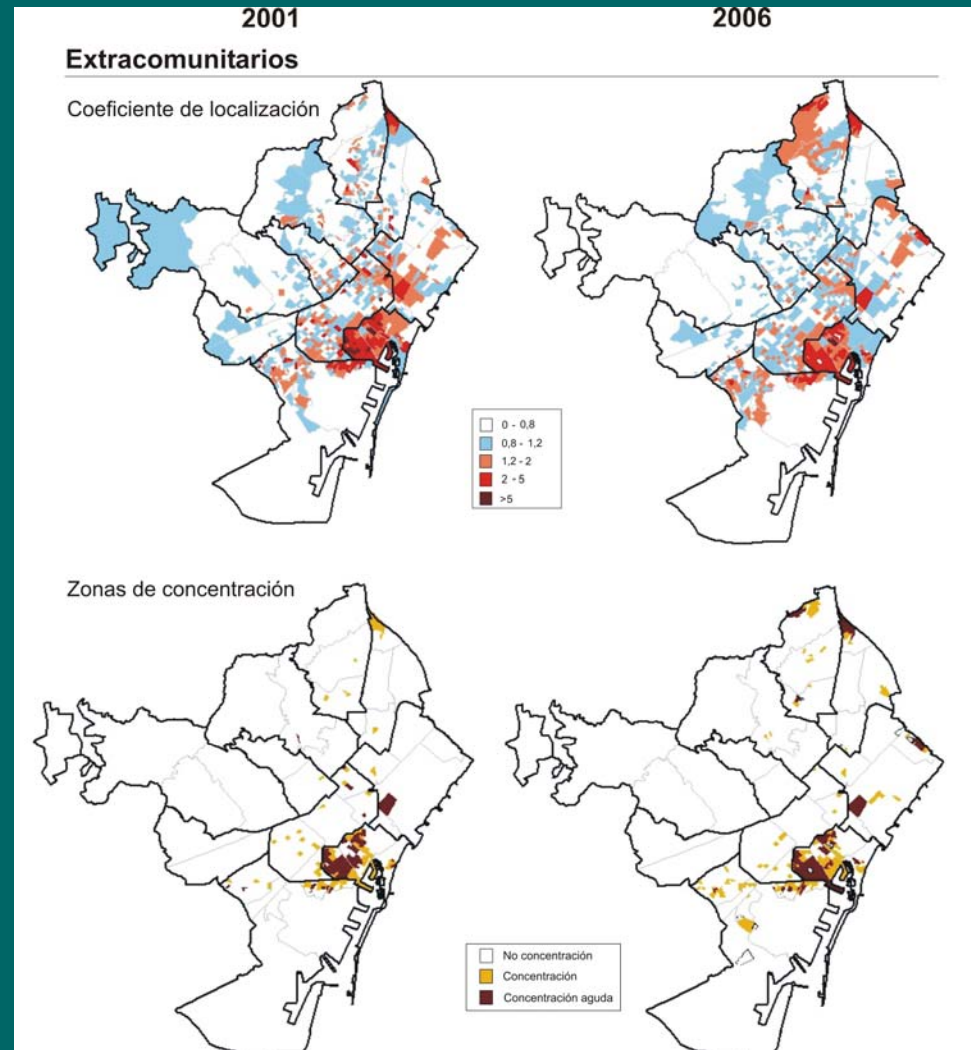 2001
2006
Extracomunitarios
Coeficiente de localización
0 - 0,8
0,8 - 1,2
1,2 - 2
2 - 5
>5
Zonas de concentración
No concentración
Concentración
Concentración aguda